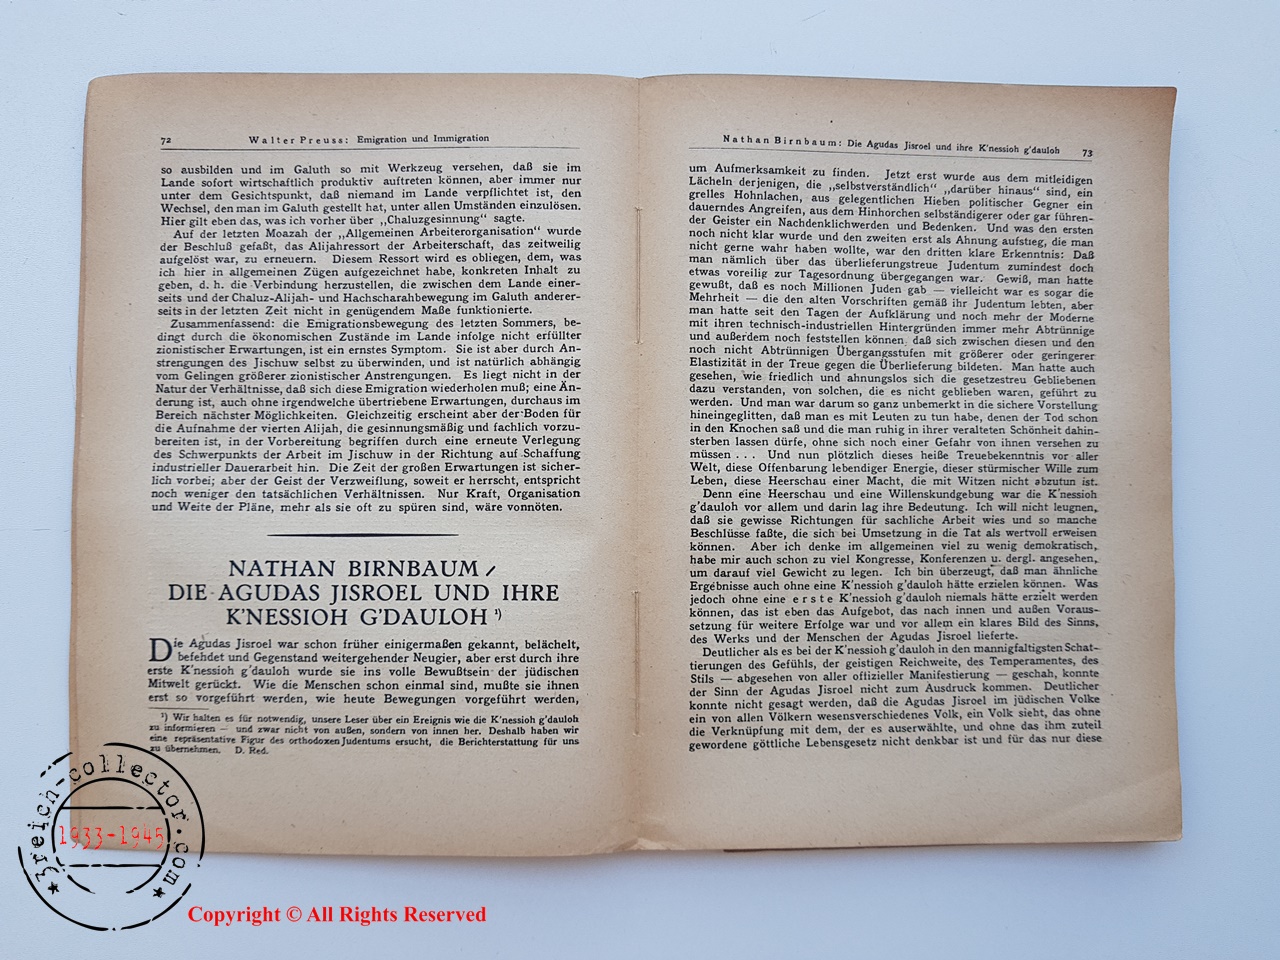 72 Walter Preuss: Emigration und Immigration
so ausbilden und im Galuth so mit Werkzeug versehen, daß sie im
Lande sofort wirtschaftlich produktiv auftreten können, aber immer nur
unter dem Gesichtspunkt, daß niemand im Lande verpflichtet ist, den
Wechsel, den man im Galuth gestellt hat, unter allen Umständen einzulösen.
Hier gilt eben das, was ich vorher über „Chaluzgesinnung“ sagte.
Auf der letzten Moazah der „Allgemeinen Arbeiterorganisation“ wurde
der Beschluß gefaßt, das Alijahressort der Arbeiterschaft, das zeitweilig
aufgelöst war, zu erneuern. Diesem Ressort wird es obliegen, dem, was
ich hier in allgemeinen Zügen aufgezeichnet habe, konkreten Inhalt zu
geben, d. h. die Verbindung herzustellen, die zwischen dem Lande einer-
seits und der Chaluz-Alijah- und Hachscharahbewegung im Galuth anderer-
seits in der letzten Zeit nicht in genügendem Maße funktionierte.
Zusammenfassend: die Emigrationsbewegung des letzten Sommers, be-
dingt durch die ökonomischen Zustände im Lande infolge nicht erfüllter
zionistischer Erwartungen, ist ein ernstes Symptom. Sie ist aber durch An-
strengungen des Jischuw selbst zu überwinden, und ist natürlich abhängig
vom Gelingen größerer zionistischer Anstrengungen. Es liegt nicht in der
Natur der Verhältnisse, daß sich diese Emigration wiederholen muß; eine Än-
derung ist, auch ohne irgendwelche übertriebene Erwartungen, durchaus im
Bereich nächster Möglichkeiten. Gleichzeitig erscheint aber der Boden für
die Aufnahme der vierten Alijah, die gesinnungsmäßig und fachlich vorzu-
bereiten ist, in der Vorbereitung begriffen durch eine erneute Verlegung
des Schwerpunkts der Arbeit im Jischuw in der Richtung auf Schaffung
industrieller Dauerarbeit hin. Die Zeit der großen Erwartungen ist sicher-
lich vorbei; aber der Geist der Verzweiflung, soweit er herrscht, entspricht
noch weniger den tatsächlichen Verhältnissen. Nur Kraft, Organisation
und Weite der Pläne, mehr als sie oft zu spüren sind, wäre vonnöten.
NATHAN BIRNBAUM /
DIE AGUDAS JISROEL UND IHRE
K'NESSIOH G'DAULOH ¹)
Die Agudas Jisroel war schon früher einigermaßen gekannt, belächelt,
befehdet und Gegenstand weitergehender Neugier, aber erst durch ihre
erste K'nessioh g'dauloh wurde sie ins volle Bewußtsein der jüdischen
Mitwelt gerückt. Wie die Menschen schon einmal sind, mußte sie ihnen
erst so vorgeführt werden, wie heute Bewegungen vorgeführt werden,
¹) Wir halten es für notwendig, unsere Leser über ein Ereignis wie die K'nessioh g'dauloh
zu informieren — und zwar nicht von außen, sondern von innen her. Deshalb haben wir
eine repräsentative Figur des orthodoxen Judentums ersucht, die Berichterstattung für uns
zu übernehmen. D. Red.
Nathan Birnbaum: Die Agudas Jisroel und ihre K'nessioh g'dauloh 73
um Aufmerksamkeit zu finden. Jetzt erst wurde aus dem mitleidigen
Lächeln derjenigen, die „selbstverständlich“ „darüber hinaus“ sind, ein
grelles Hohnlachen, aus gelegentlichen Hieben politischer Gegner ein
dauerndes Angreifen, aus dem Hinhorchen selbständigerer oder gar führen-
der Geister ein Nachdenklichwerden und Bedenken. Und was den ersten
noch nicht klar wurde und den zweiten erst als Ahnung aufstieg, die man
nicht gerne wahr haben wollte, war den dritten klare Erkenntnis: Daß
man nämlich über das überlieferungstreue Judentum zumindest doch
etwas voreilig zur Tagesordnung übergegangen war. Gewiß, man hatte
gewußt, daß es noch Millionen Juden gab — vielleicht war es sogar die
Mehrheit — die den alten Vorschriften gemäß ihr Judentum lebten, aber
man hatte seit den Tagen der Aufklärung und noch mehr der Moderne
mit ihren technisch-industriellen Hintergründen immer mehr Abtrünnige
und außerdem noch feststellen können, daß sich zwischen diesen und den
noch nicht Abtrünnigen Übergangsstufen mit größerer oder geringerer
Elastizität in der Treue gegen die Überlieferung bildeten. Man hatte auch
gesehen, wie friedlich und ahnungslos sich die gesetzestreu Gebliebenen
dazu verstanden, von solchen, die es nicht geblieben waren, geführt zu
werden. Und man war darum so ganz unbemerkt in die sichere Vorstellung
hineingeglitten, daß man es mit Leuten zu tun habe, denen der Tod schon
in den Knochen saß und die man ruhig in ihrer veralteten Schönheit dahin-
sterben lassen dürfe, ohne sich noch einer Gefahr von ihnen versehen zu
müssen . . . Und nun plötzlich dieses heiße Treuebekenntnis vor aller
Welt, diese Offenbarung lebendiger Energie, dieser stürmischer Wille zum
Leben, diese Heerschau einer Macht, die mit Witzen nicht abzutun ist.
Denn eine Heerschau und eine Willenskundgebung war die K'nessioh
g'dauloh vor allem und darin lag ihre Bedeutung. Ich will nicht leugnen,
daß sie gewisse Richtungen für sachliche Arbeit wies und so manche
Beschlüsse faßte, die sich bei Umsetzung in die Tat als wertvoll erweisen
können. Aber ich denke im allgemeinen viel zu wenig demokratisch,
habe mir auch schon zu viel Kongresse, Konferenzen u. dergl. angesehen,
um darauf viel Gewicht zu legen. Ich bin überzeugt, daß man ähnliche
Ergebnisse auch ohne eine K'nessioh g'dauloh hätte erzielen können. Was
jedoch ohne eine erste K'nessioh g'dauloh niemals hätte erzielt werden
können, das ist eben das Aufgebot, das nach innen und außen Voraus-
setzung für weitere Erfolge war und vor allem ein klares Bild des Sinns,
des Werks und der Menschen der Agudas Jisroel lieferte.
Deutlicher als es bei der K'nessioh g'dauloh in den mannigfaltigsten Schat-
tierungen des Gefühls, der geistigen Reichweite, des Temperamentes, des
Stils — abgesehen von aller offizieller Manifestierung — geschah, konnte
der Sinn der Agudas Jisroel nicht zum Ausdruck kommen. Deutlicher
konnte nicht gesagt werden, daß die Agudas Jisroel im jüdischen Volke
ein von allen Völkern wesensverschiedenes Volk, ein Volk sieht, das ohne
die Verknüpfung mit dem, der es auserwählte, und ohne das ihm zuteil
gewordene göttliche Lebensgesetz nicht denkbar ist und für das nur diese
3reich-collector.com
1933-1945
Copyright © All Rights Reserved